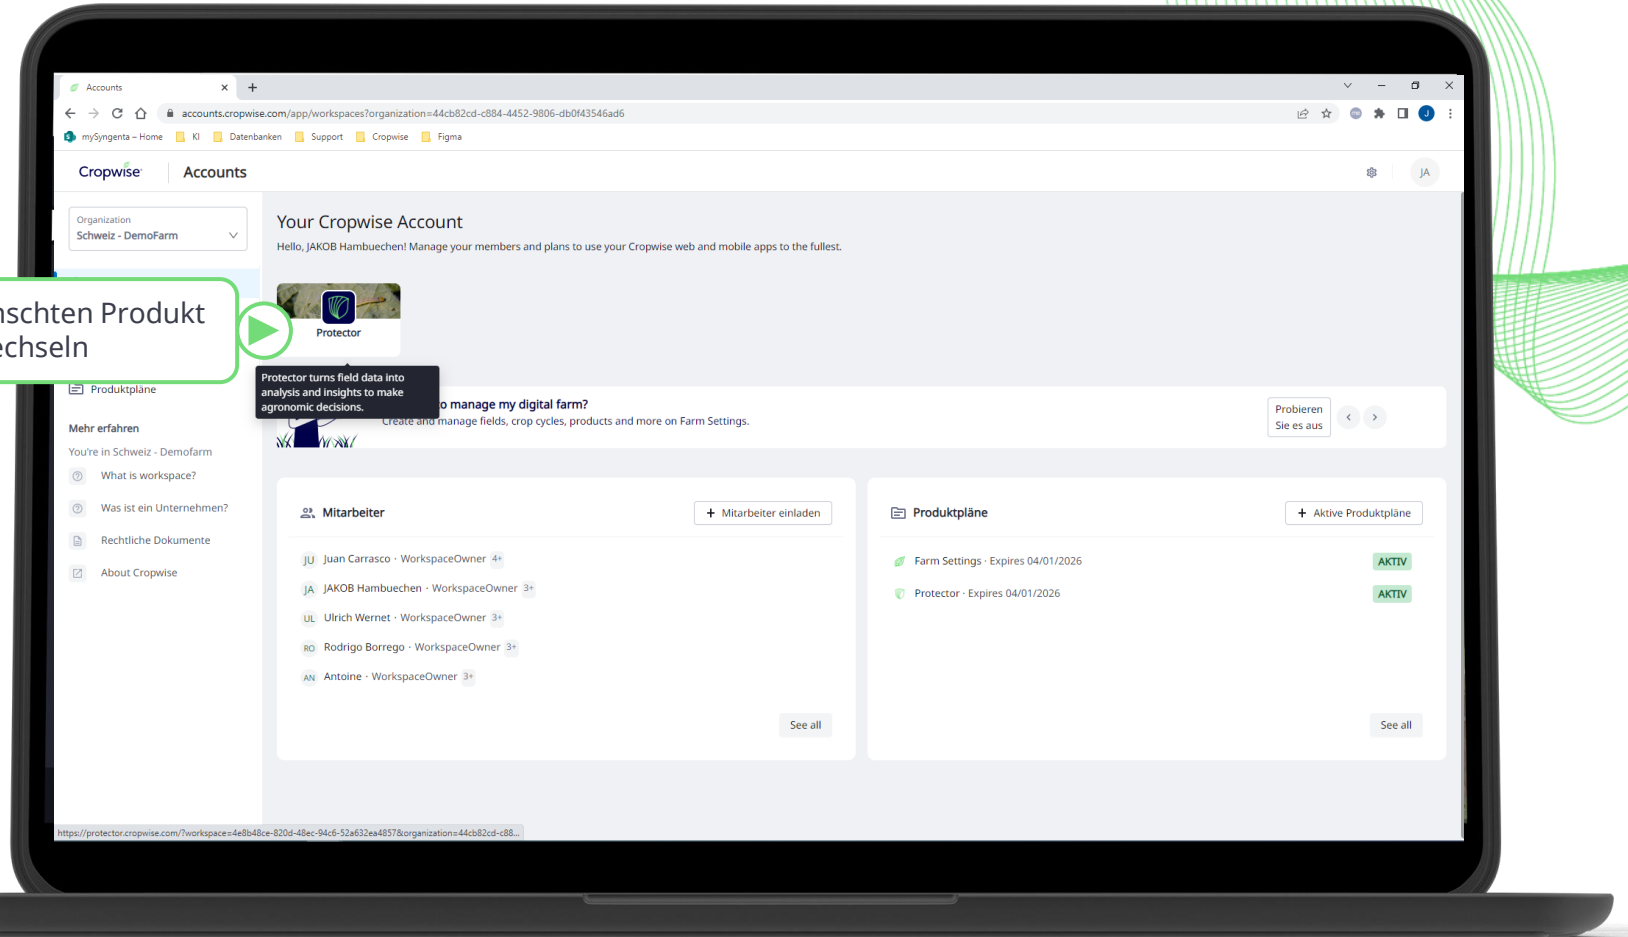 Accounts
accounts.cropwise.com/app/workspaces?organization=44cb82cd-c884-4452-9806-db0f43546ad6
mySyngenta – Home KI Datenbanken Support Cropwise Figma
Cropwise Accounts
JA
Organization
Schweiz - DemoFarm
Your Cropwise Account
Hello, JAKOB Hambuechen! Manage your members and plans to use your Cropwise web and mobile apps to the fullest.
nschten Produkt
echseln
Protector
Protector turns field data into
analysis and insights to make
agronomic decisions.
Produktpläne
o manage my digital farm?
Create and manage fields, crop cycles, products and more on Farm Settings.
Probieren
Sie es aus
Mehr erfahren
You're in Schweiz - Demofarm
What is workspace?
Was ist ein Unternehmen?
Rechtliche Dokumente
About Cropwise
Mitarbeiter
+ Mitarbeiter einladen
JU Juan Carrasco · WorkspaceOwner 4+
JA JAKOB Hambuechen · WorkspaceOwner 3+
UL Ulrich Wernet · WorkspaceOwner 3+
RO Rodrigo Borrego · WorkspaceOwner 3+
AN Antoine · WorkspaceOwner 3+
See all
Produktpläne
+ Aktive Produktpläne
Farm Settings · Expires 04/01/2026 AKTIV
Protector · Expires 04/01/2026 AKTIV
See all
https://protector.cropwise.com/?workspace=4e8b48ce-820d-48ec-94c6-52a632ea4857&organization=44cb82cd-c88...